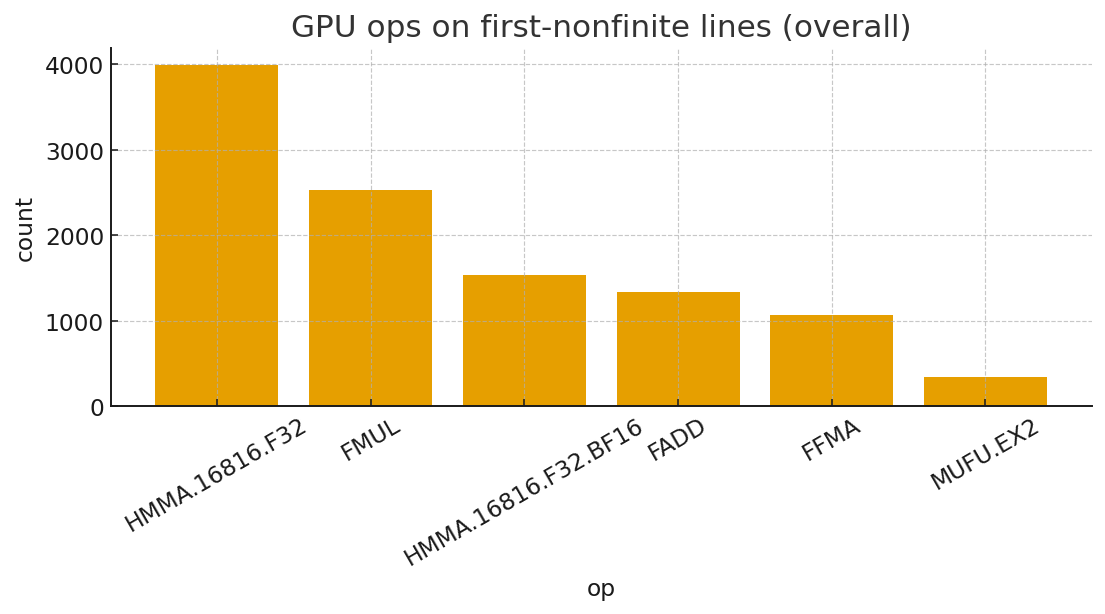 GPU ops on first-nonfinite lines (overall)
count
4000
3000
2000
1000
0
HMMA.16816.F32
FMUL
HMMA.16816.F32.BF16
FADD
FFMA
MUFU.EX2
op